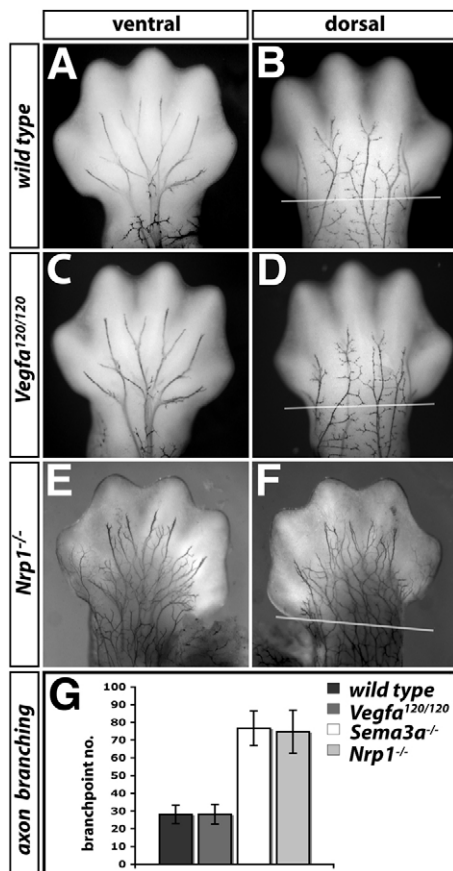 ventral dorsal
wild type
A B
Vegfa120/120
C D
Nrp1-/-
E F
axon branching
G
branchpoint no.
100
90
80
70
60
50
40
30
20
10
0
wild type
Vegfa120/120
Sema3a-/-
Nrp1-/-